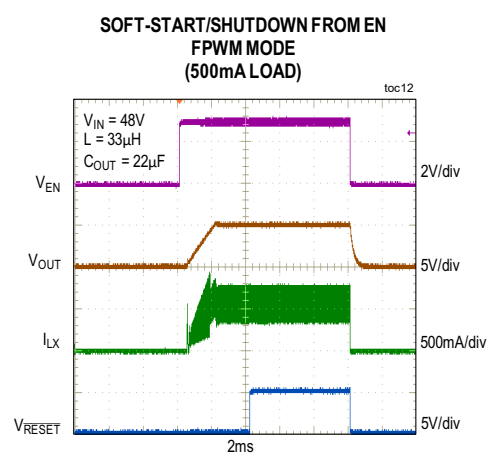 SOFT-START/SHUTDOWN FROM EN
FPWM MODE
(500mA LOAD)
toc12
VIN = 48V
L = 33µH
COUT = 22µF
VEN
2V/div
VOUT
5V/div
ILX
500mA/div
VRESET
5V/div
2ms